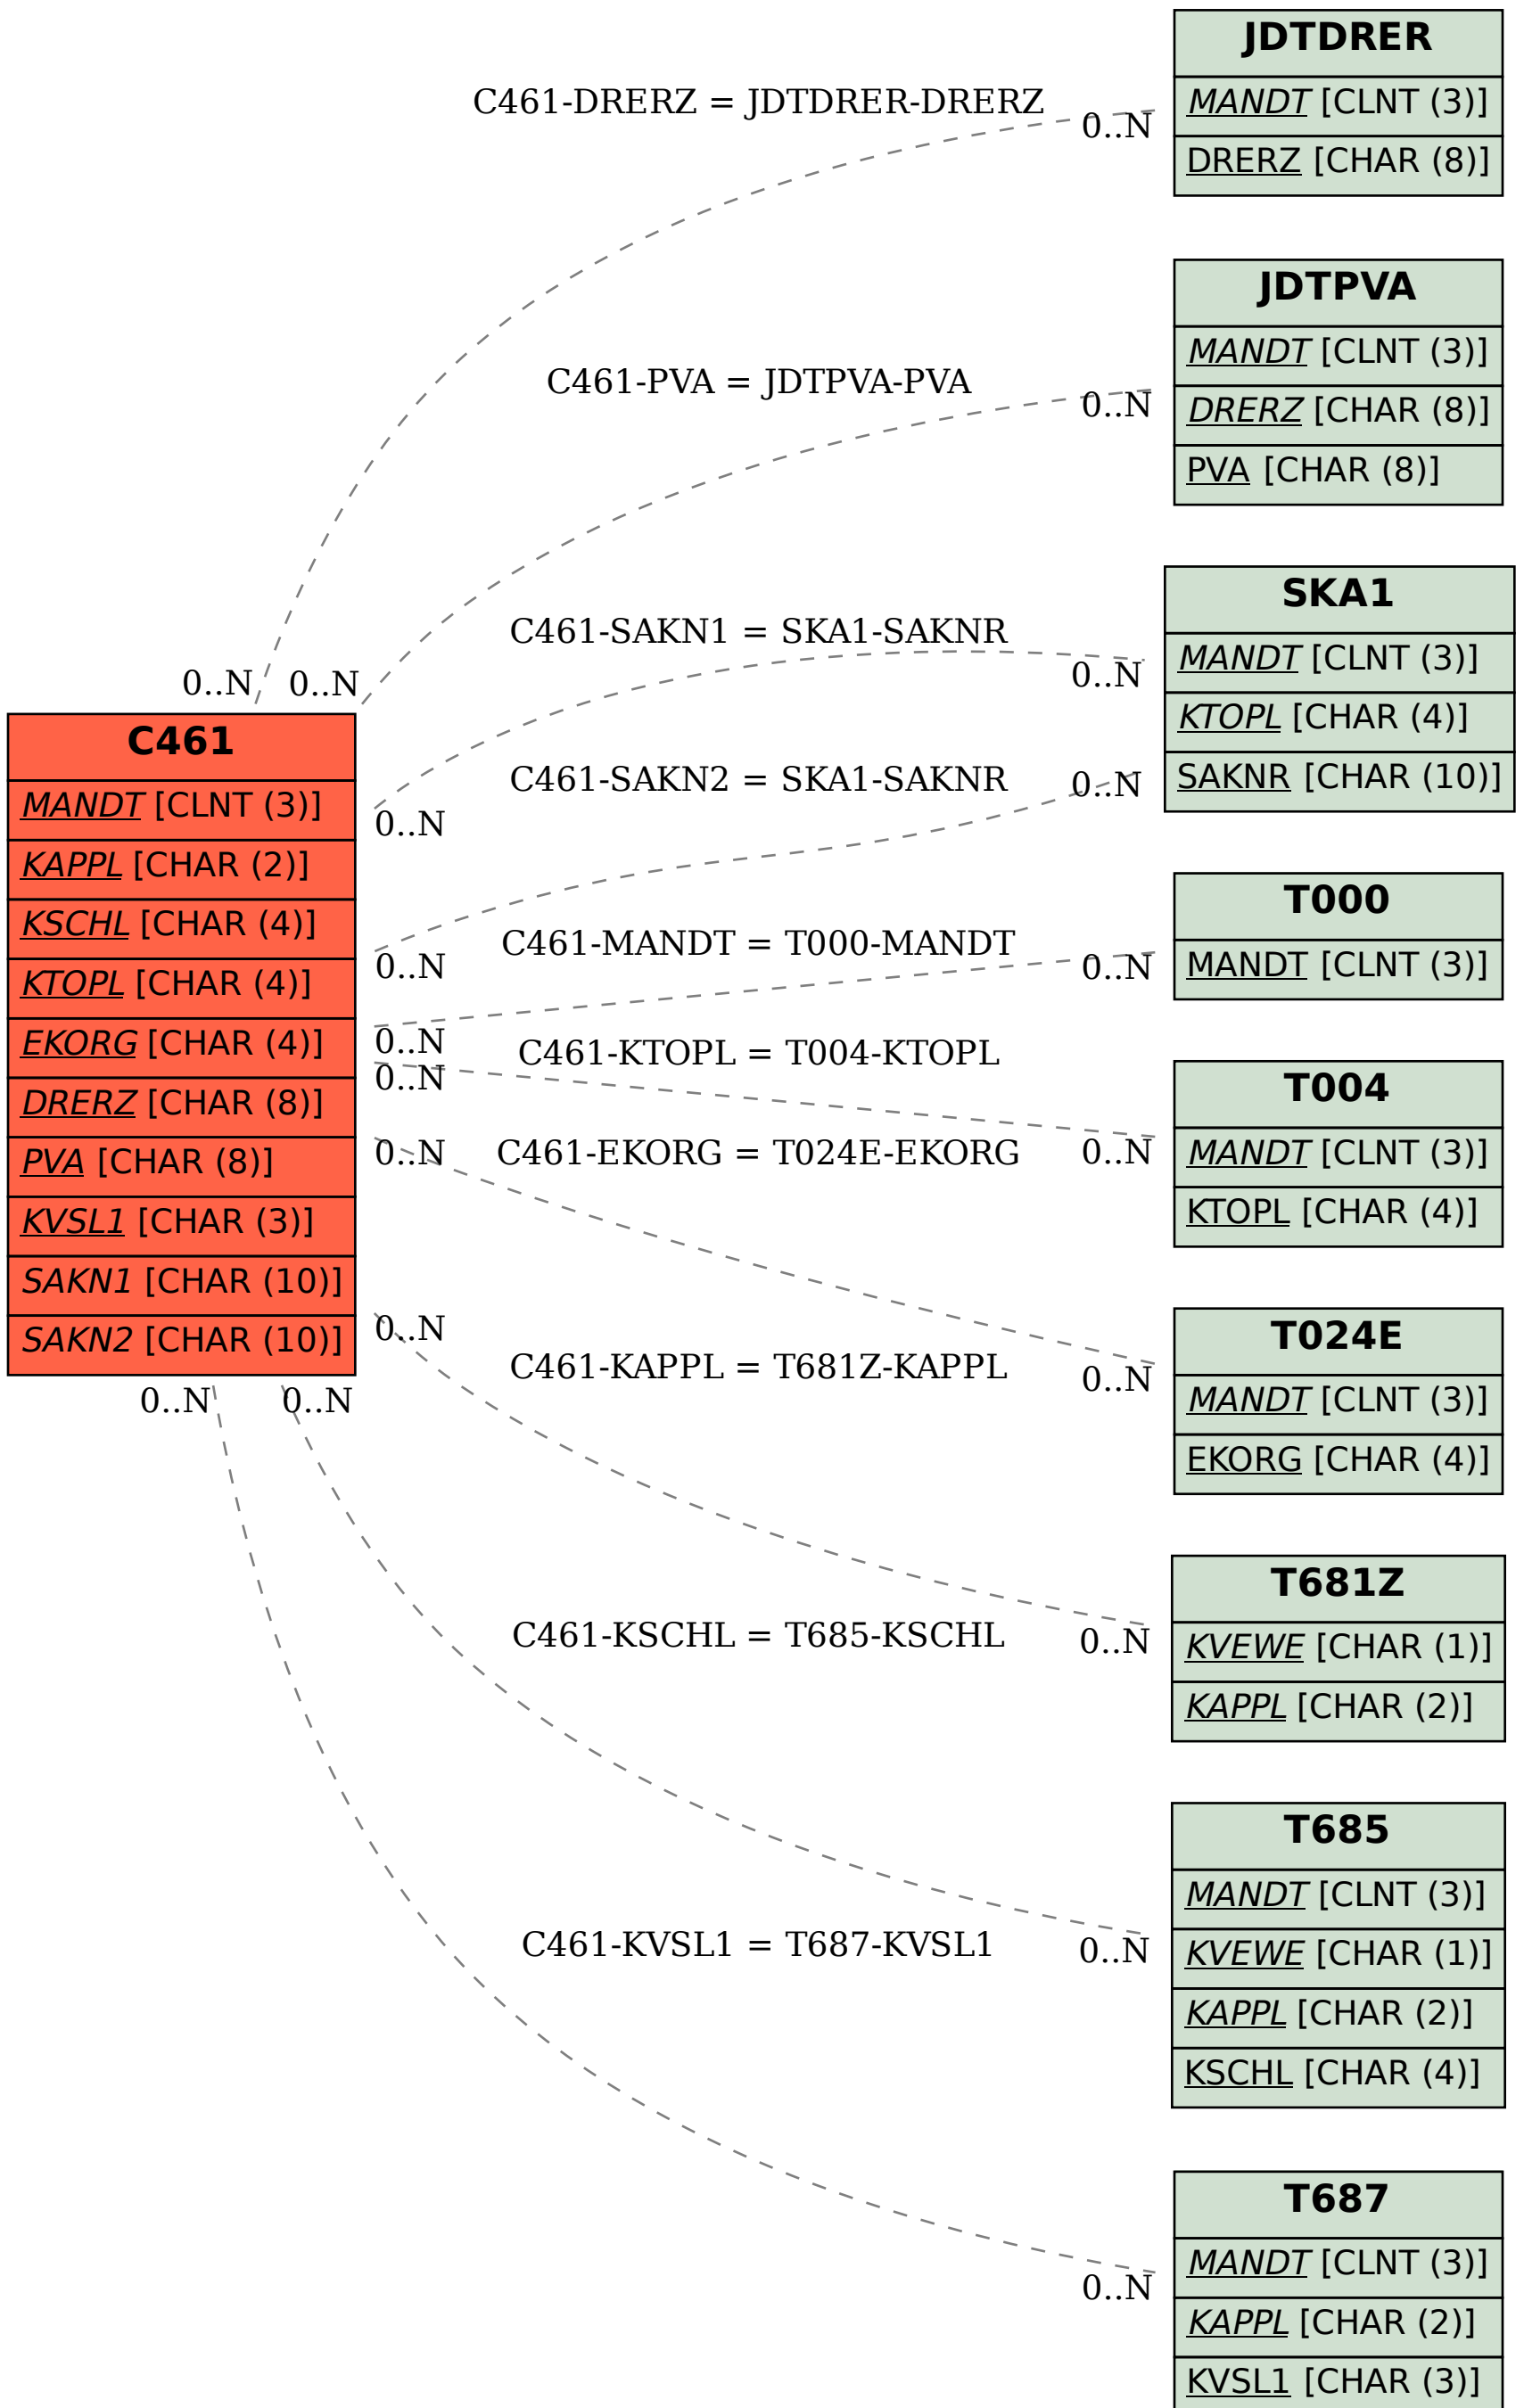 JDTDRER
MANDT [CLNT (3)]
DRERZ [CHAR (8)]
C461-DRERZ = JDTDRER-DRERZ
0..N
0..N
JDTPVA
MANDT [CLNT (3)]
DRERZ [CHAR (8)]
PVA [CHAR (8)]
C461-PVA = JDTPVA-PVA
0..N
0..N
SKA1
MANDT [CLNT (3)]
KTOPL [CHAR (4)]
SAKNR [CHAR (10)]
C461-SAKN1 = SKA1-SAKNR
0..N
0..N
C461-SAKN2 = SKA1-SAKNR
0..N
0..N
C461
MANDT [CLNT (3)]
KAPPL [CHAR (2)]
KSCHL [CHAR (4)]
KTOPL [CHAR (4)]
EKORG [CHAR (4)]
DRERZ [CHAR (8)]
PVA [CHAR (8)]
KVSL1 [CHAR (3)]
SAKN1 [CHAR (10)]
SAKN2 [CHAR (10)]
T000
MANDT [CLNT (3)]
C461-MANDT = T000-MANDT
0..N
0..N
T004
MANDT [CLNT (3)]
KTOPL [CHAR (4)]
C461-KTOPL = T004-KTOPL
0..N
0..N
T024E
MANDT [CLNT (3)]
EKORG [CHAR (4)]
C461-EKORG = T024E-EKORG
0..N
0..N
T681Z
KVEWE [CHAR (1)]
KAPPL [CHAR (2)]
C461-KAPPL = T681Z-KAPPL
0..N
0..N
T685
MANDT [CLNT (3)]
KVEWE [CHAR (1)]
KAPPL [CHAR (2)]
KSCHL [CHAR (4)]
C461-KSCHL = T685-KSCHL
0..N
0..N
T687
MANDT [CLNT (3)]
KAPPL [CHAR (2)]
KVSL1 [CHAR (3)]
C461-KVSL1 = T687-KVSL1
0..N
0..N